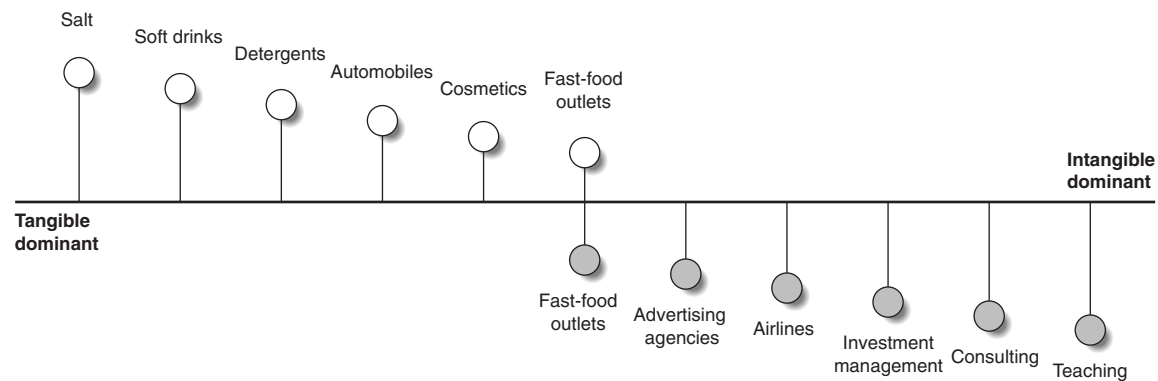 Salt
Soft drinks
Detergents
Automobiles
Cosmetics
Fast-food
outlets
Intangible
dominant
Tangible
dominant
Fast-food
outlets
Advertising
agencies
Airlines
Investment
management
Consulting
Teaching